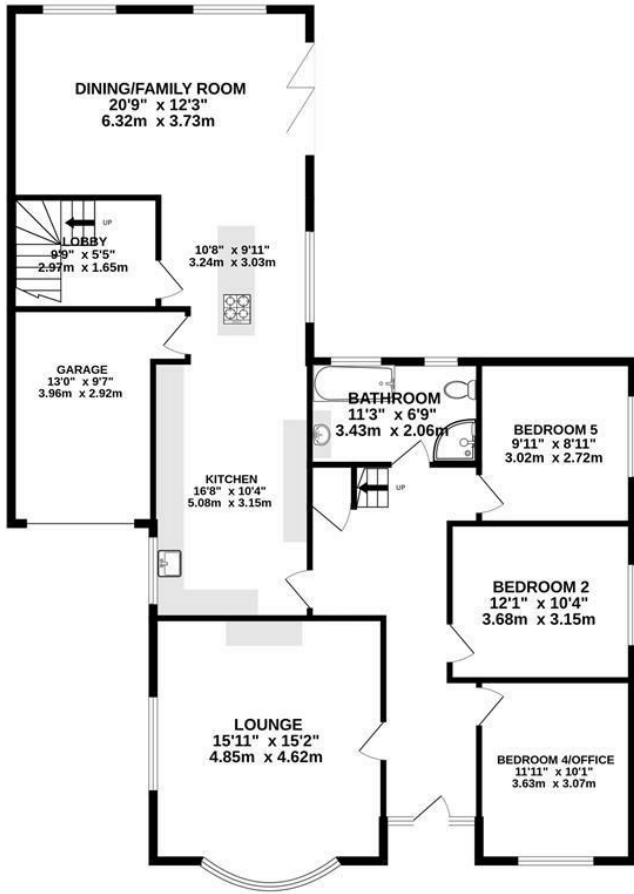 DINING/FAMILY ROOM
20'9" x 12'3"
6.32m x 3.73m
UP
LOBBY
9'9" x 5'5"
2.97m x 1.65m
10'8" x 9'11"
3.24m x 3.03m
GARAGE
13'0" x 9'7"
3.96m x 2.92m
BATHROOM
11'3" x 6'9"
3.43m x 2.06m
BEDROOM 5
9'11" x 8'11"
3.02m x 2.72m
KITCHEN
16'8" x 10'4"
5.08m x 3.15m
UP
BEDROOM 2
12'1" x 10'4"
3.68m x 3.15m
LOUNGE
15'11" x 15'2"
4.85m x 4.62m
BEDROOM 4/OFFICE
11'11" x 10'1"
3.63m x 3.07m